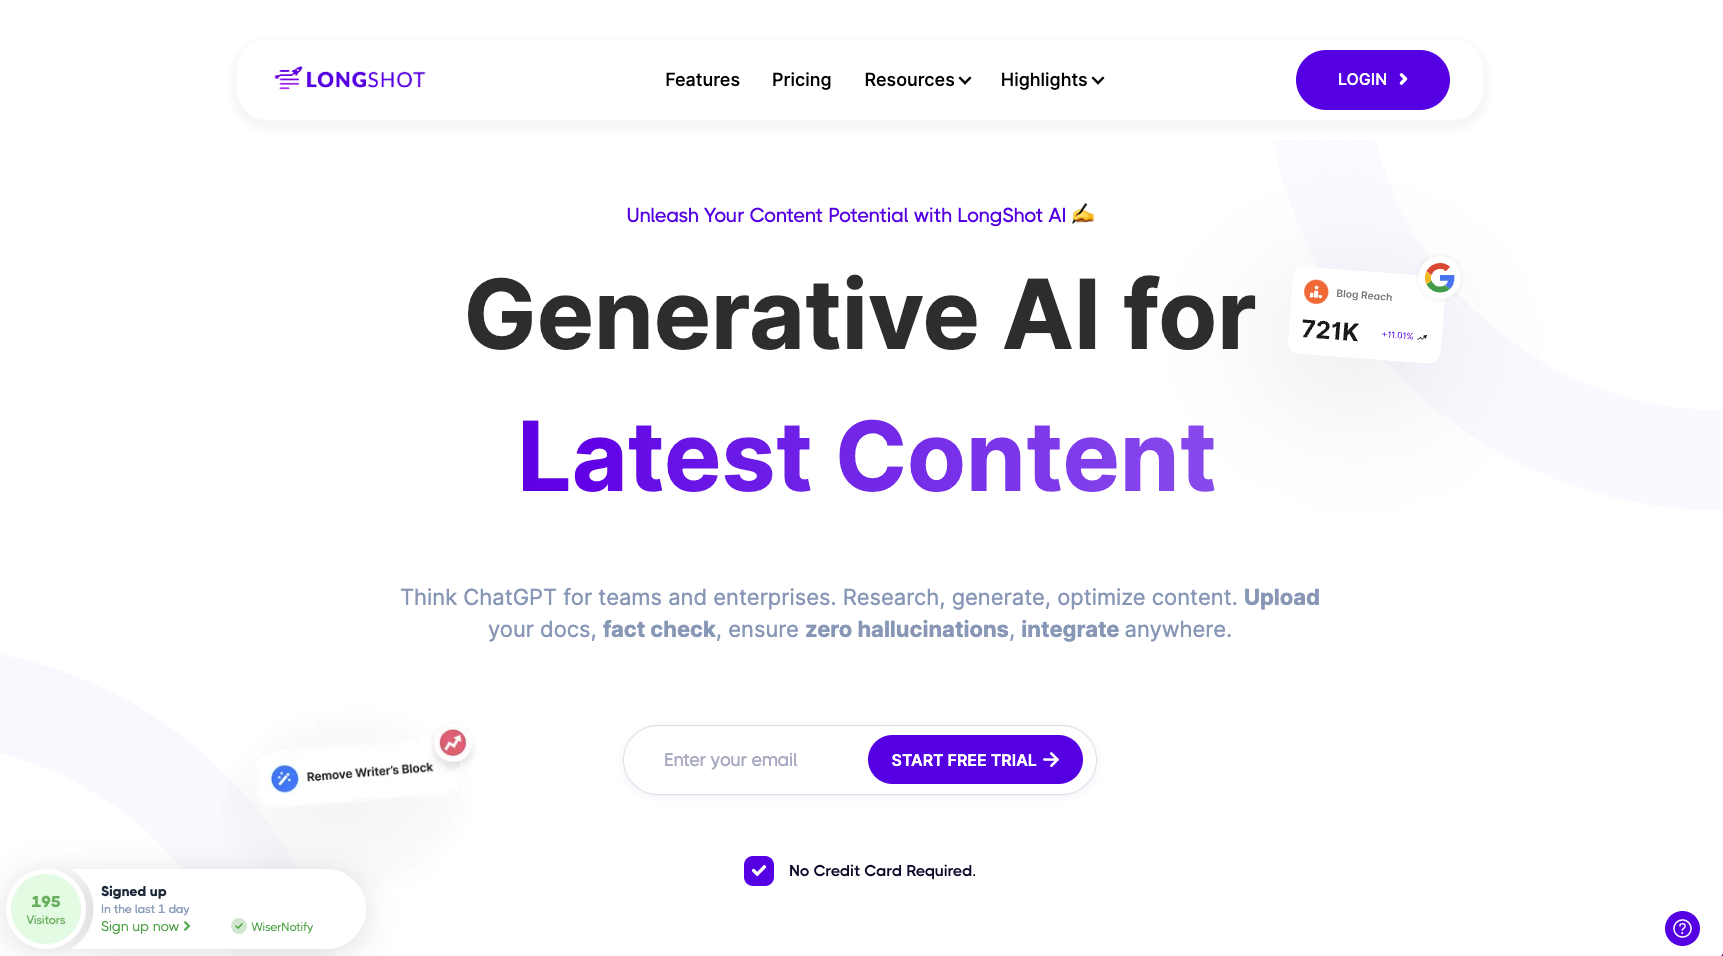 LONGSHOT
Features
Pricing
Resources
Highlights
LOGIN
Unleash Your Content Potential with LongShot AI ✍️
Generative AI for
Latest Content
Blog Reach
721K
+11.01%
Think ChatGPT for teams and enterprises. Research, generate, optimize content. Upload
your docs, fact check, ensure zero hallucinations, integrate anywhere.
Enter your email
START FREE TRIAL
Remove Writer's Block
No Credit Card Required.
195
Visitors
Signed up
In the last 1 day
Sign up now
WiserNotify